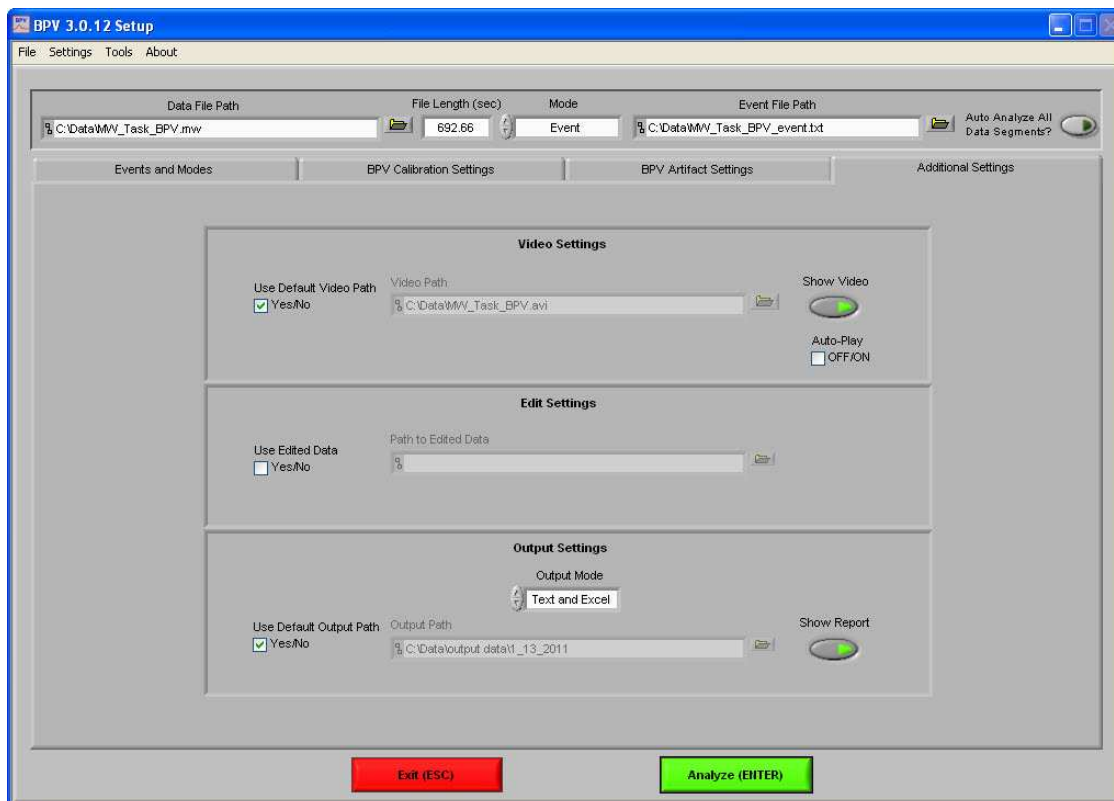 BPV 3.0.12 Setup
File Settings Tools About
Data File Path File Length (sec) Mode Event File Path
C:\Data\MW_Task_BPV.mw 692.66 Event C:\Data\MW_Task_BPV_event.txt
Auto Analyze All
Data Segments?
Events and Modes BPV Calibration Settings BPV Artifact Settings Additional Settings
Video Settings
Use Default Video Path Video Path Show Video
Yes/No C:\Data\MW_Task_BPV.avi
Auto-Play
OFF/ON
Edit Settings
Use Edited Data Path to Edited Data
Yes/No
Output Settings
Output Mode
Text and Excel
Use Default Output Path Output Path Show Report
Yes/No C:\Data\output data\1_13_2011
Exit (ESC) Analyze (ENTER)